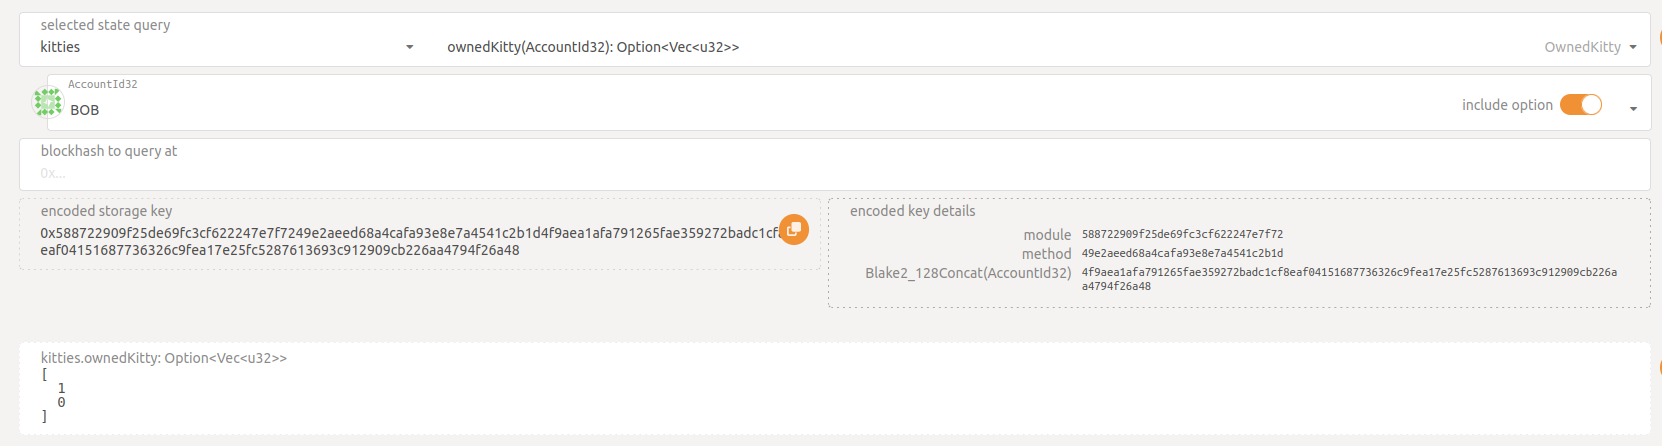 selected state query
kitties
ownedKitty(AccountId32): Option<Vec<u32>>
OwnedKitty
AccountId32
BOB
include option
blockhash to query at
0x...
encoded storage key
0x588722909f25de69fc3cf622247e7f7249e2aeed68a4cafa93e8e7a4541c2b1d4f9aea1afa791265fae359272badc1cf
eaf04151687736326c9fea17e25fc5287613693c912909cb226aa4794f26a48
encoded key details
module 588722909f25de69fc3cf622247e7f72
method 49e2aeed68a4cafa93e8e7a4541c2b1d
Blake2_128Concat(AccountId32) 4f9aea1afa791265fae359272badc1cf8eaf04151687736326c9fea17e25fc5287613693c912909cb226a
a4794f26a48
kitties.ownedKitty: Option<Vec<u32>>
[
1
0
]